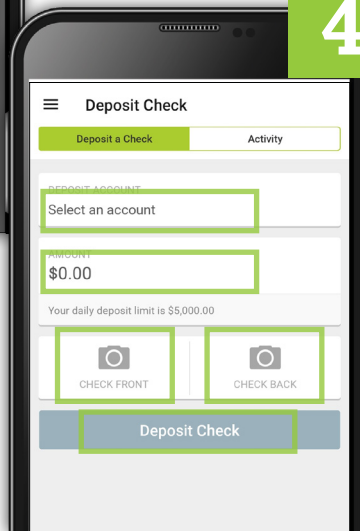 4
Deposit Check
Deposit a Check
Activity
DEPOSIT ACCOUNT
Select an account
AMOUNT
$0.00
Your daily deposit limit is $5,000.00
CHECK FRONT
CHECK BACK
Deposit Check